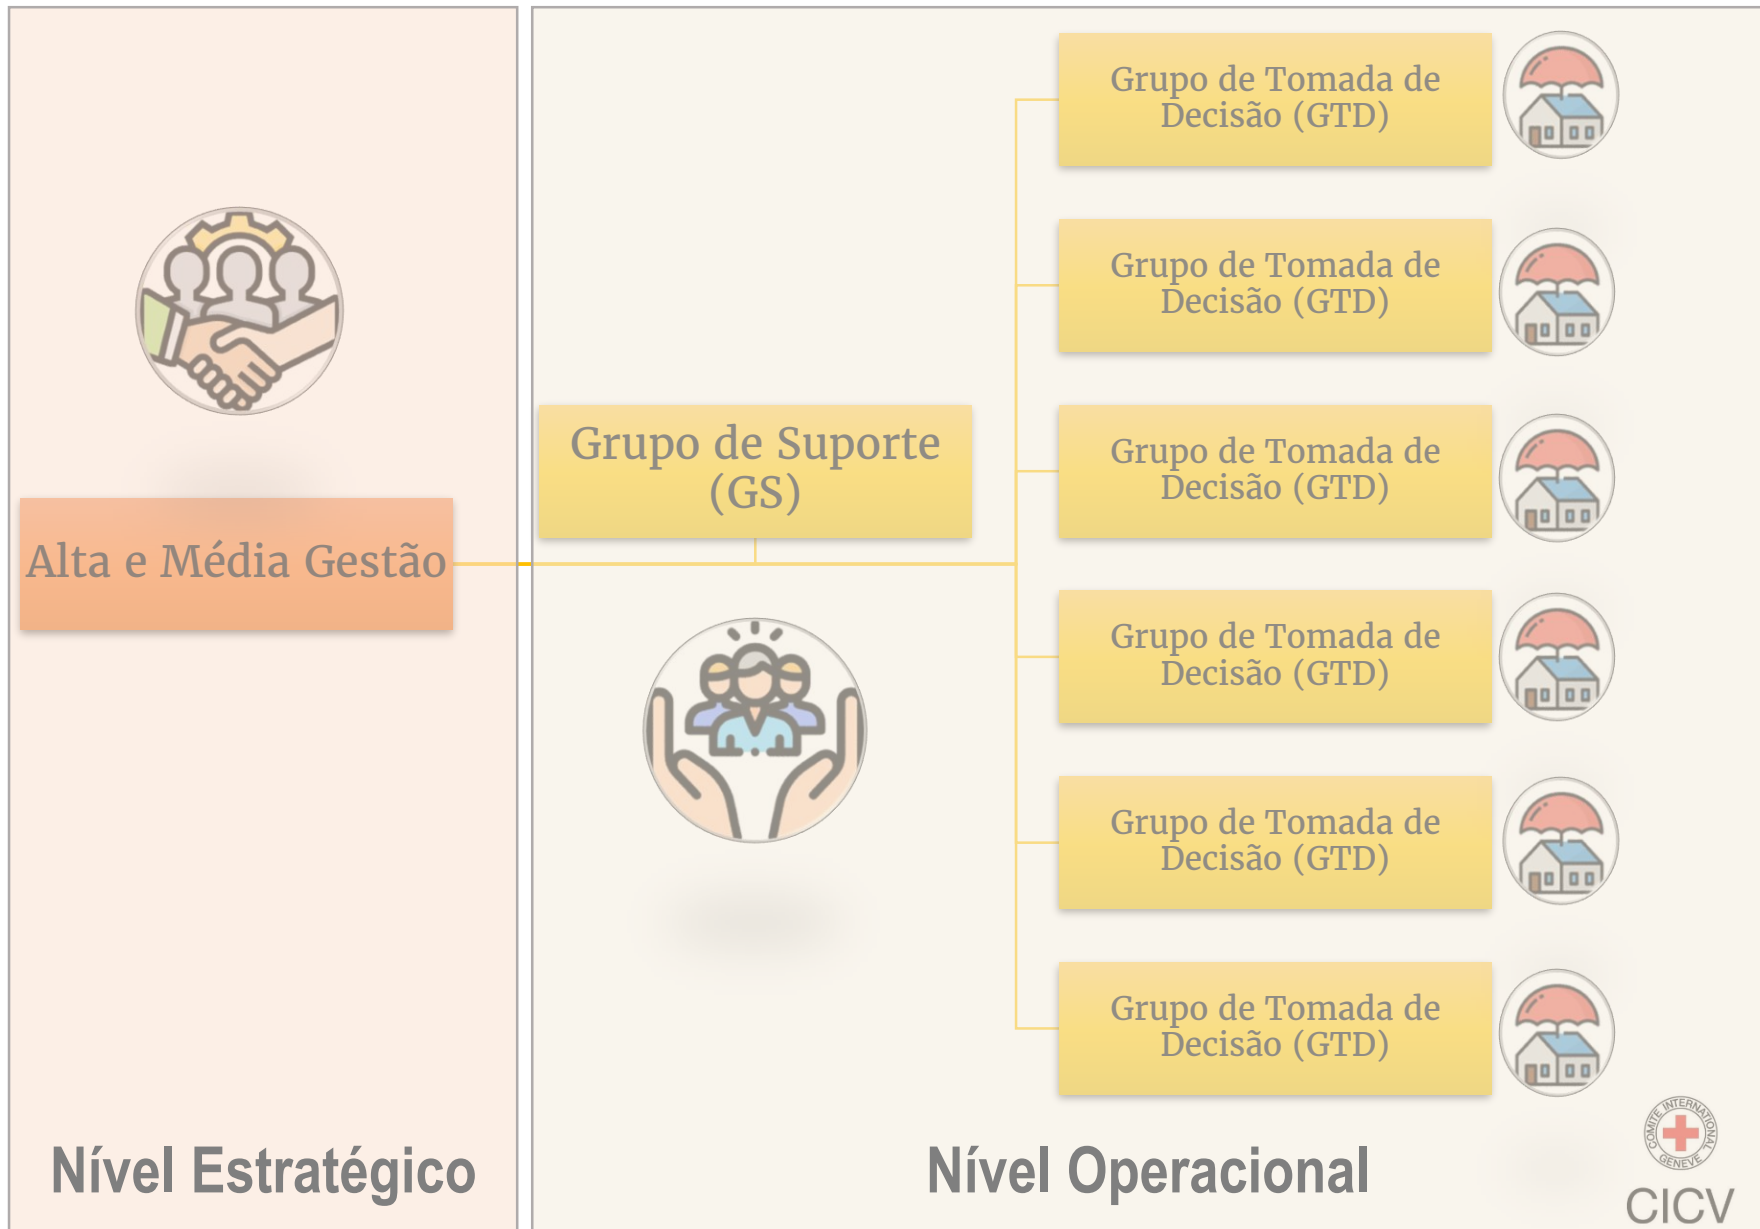 Alta e Média Gestão
Nível Estratégico
Grupo de Suporte
(GS)
Grupo de Tomada de
Decisão (GTD)
Grupo de Tomada de
Decisão (GTD)
Grupo de Tomada de
Decisão (GTD)
Grupo de Tomada de
Decisão (GTD)
Grupo de Tomada de
Decisão (GTD)
Grupo de Tomada de
Decisão (GTD)
Nível Operacional
COMITE INTERNATIONAL
GENEVE
CICV